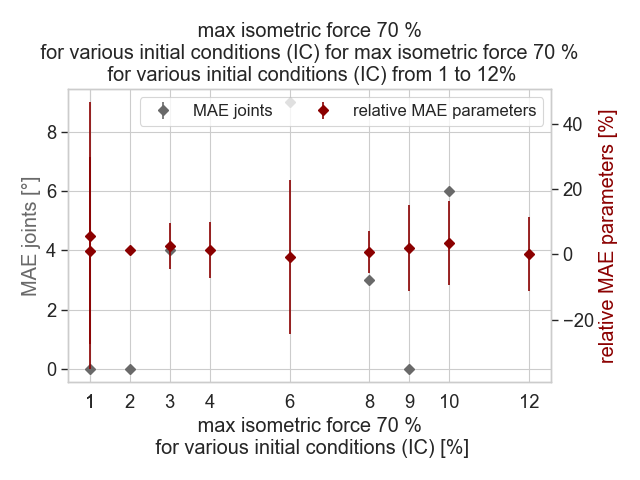 max isometric force 70 %
for various initial conditions (IC) for max isometric force 70 %
for various initial conditions (IC) from 1 to 12%
MAE joints
relative MAE parameters
8
6
4
2
0
MAE joints [°]
40
20
0
−20
relative MAE parameters [%]
1 2 3 4 6 8 9 10 12
max isometric force 70 %
for various initial conditions (IC) [%]